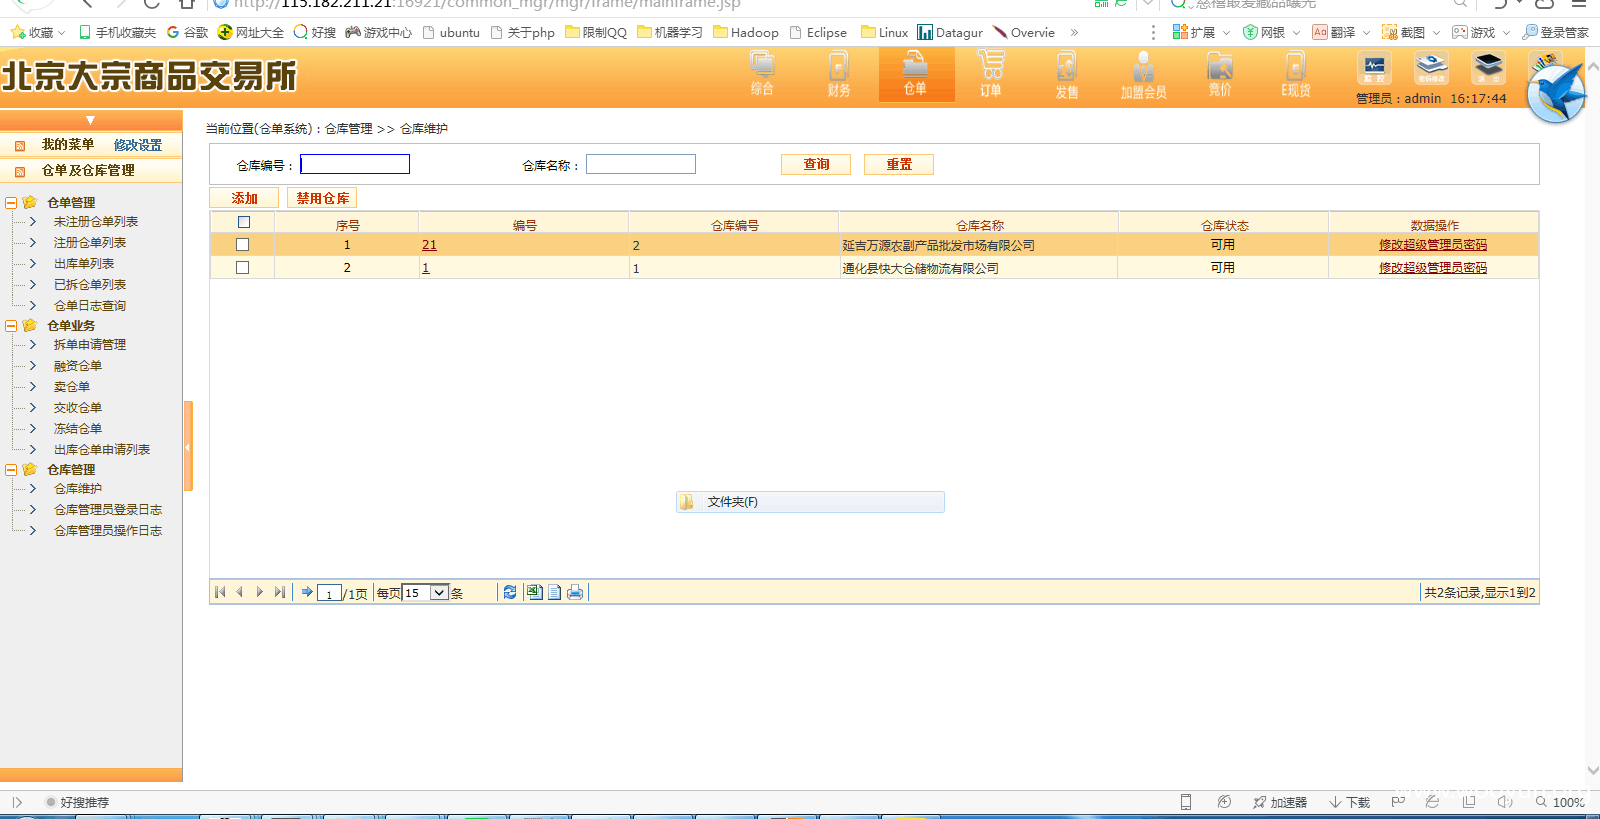 http://115.182.211.21:16921/common_mgr/mgr/frame/mainframe.jsp 慈禧最爱藏品曝光
收藏 手机收藏夹 谷歌 网址大全 好搜 游戏中心 ubuntu 关于php 限制QQ 机器学习 Hadoop Eclipse Linux Datagur Overvie » 扩展 网银 翻译 截图 游戏 登录管家
北京大宗商品交易所
综合 财务 仓单 订单 发售 加盟会员 竞价 E现货
管理员：admin 16:17:44
我的菜单 修改设置
仓单及仓库管理
仓单管理
未注册仓单列表
注册仓单列表
出库单列表
已拆仓单列表
仓单日志查询
仓单业务
拆单申请管理
融资仓单
卖仓单
交收仓单
冻结仓单
出库仓单申请列表
仓库管理
仓库维护
仓库管理员登录日志
仓库管理员操作日志
当前位置(仓单系统)：仓库管理 >> 仓库维护
仓库编号： 仓库名称： 查询 重置
添加 禁用仓库
序号 编号 仓库编号 仓库名称 仓库状态 数据操作
1 21 2 延吉万源农副产品批发市场有限公司 可用 修改超级管理员密码
2 1 1 通化县快大仓储物流有限公司 可用 修改超级管理员密码
文件夹(F)
1 /1页 每页 15 条 共2条记录,显示1到2
好搜推荐 加速器 下载 100%